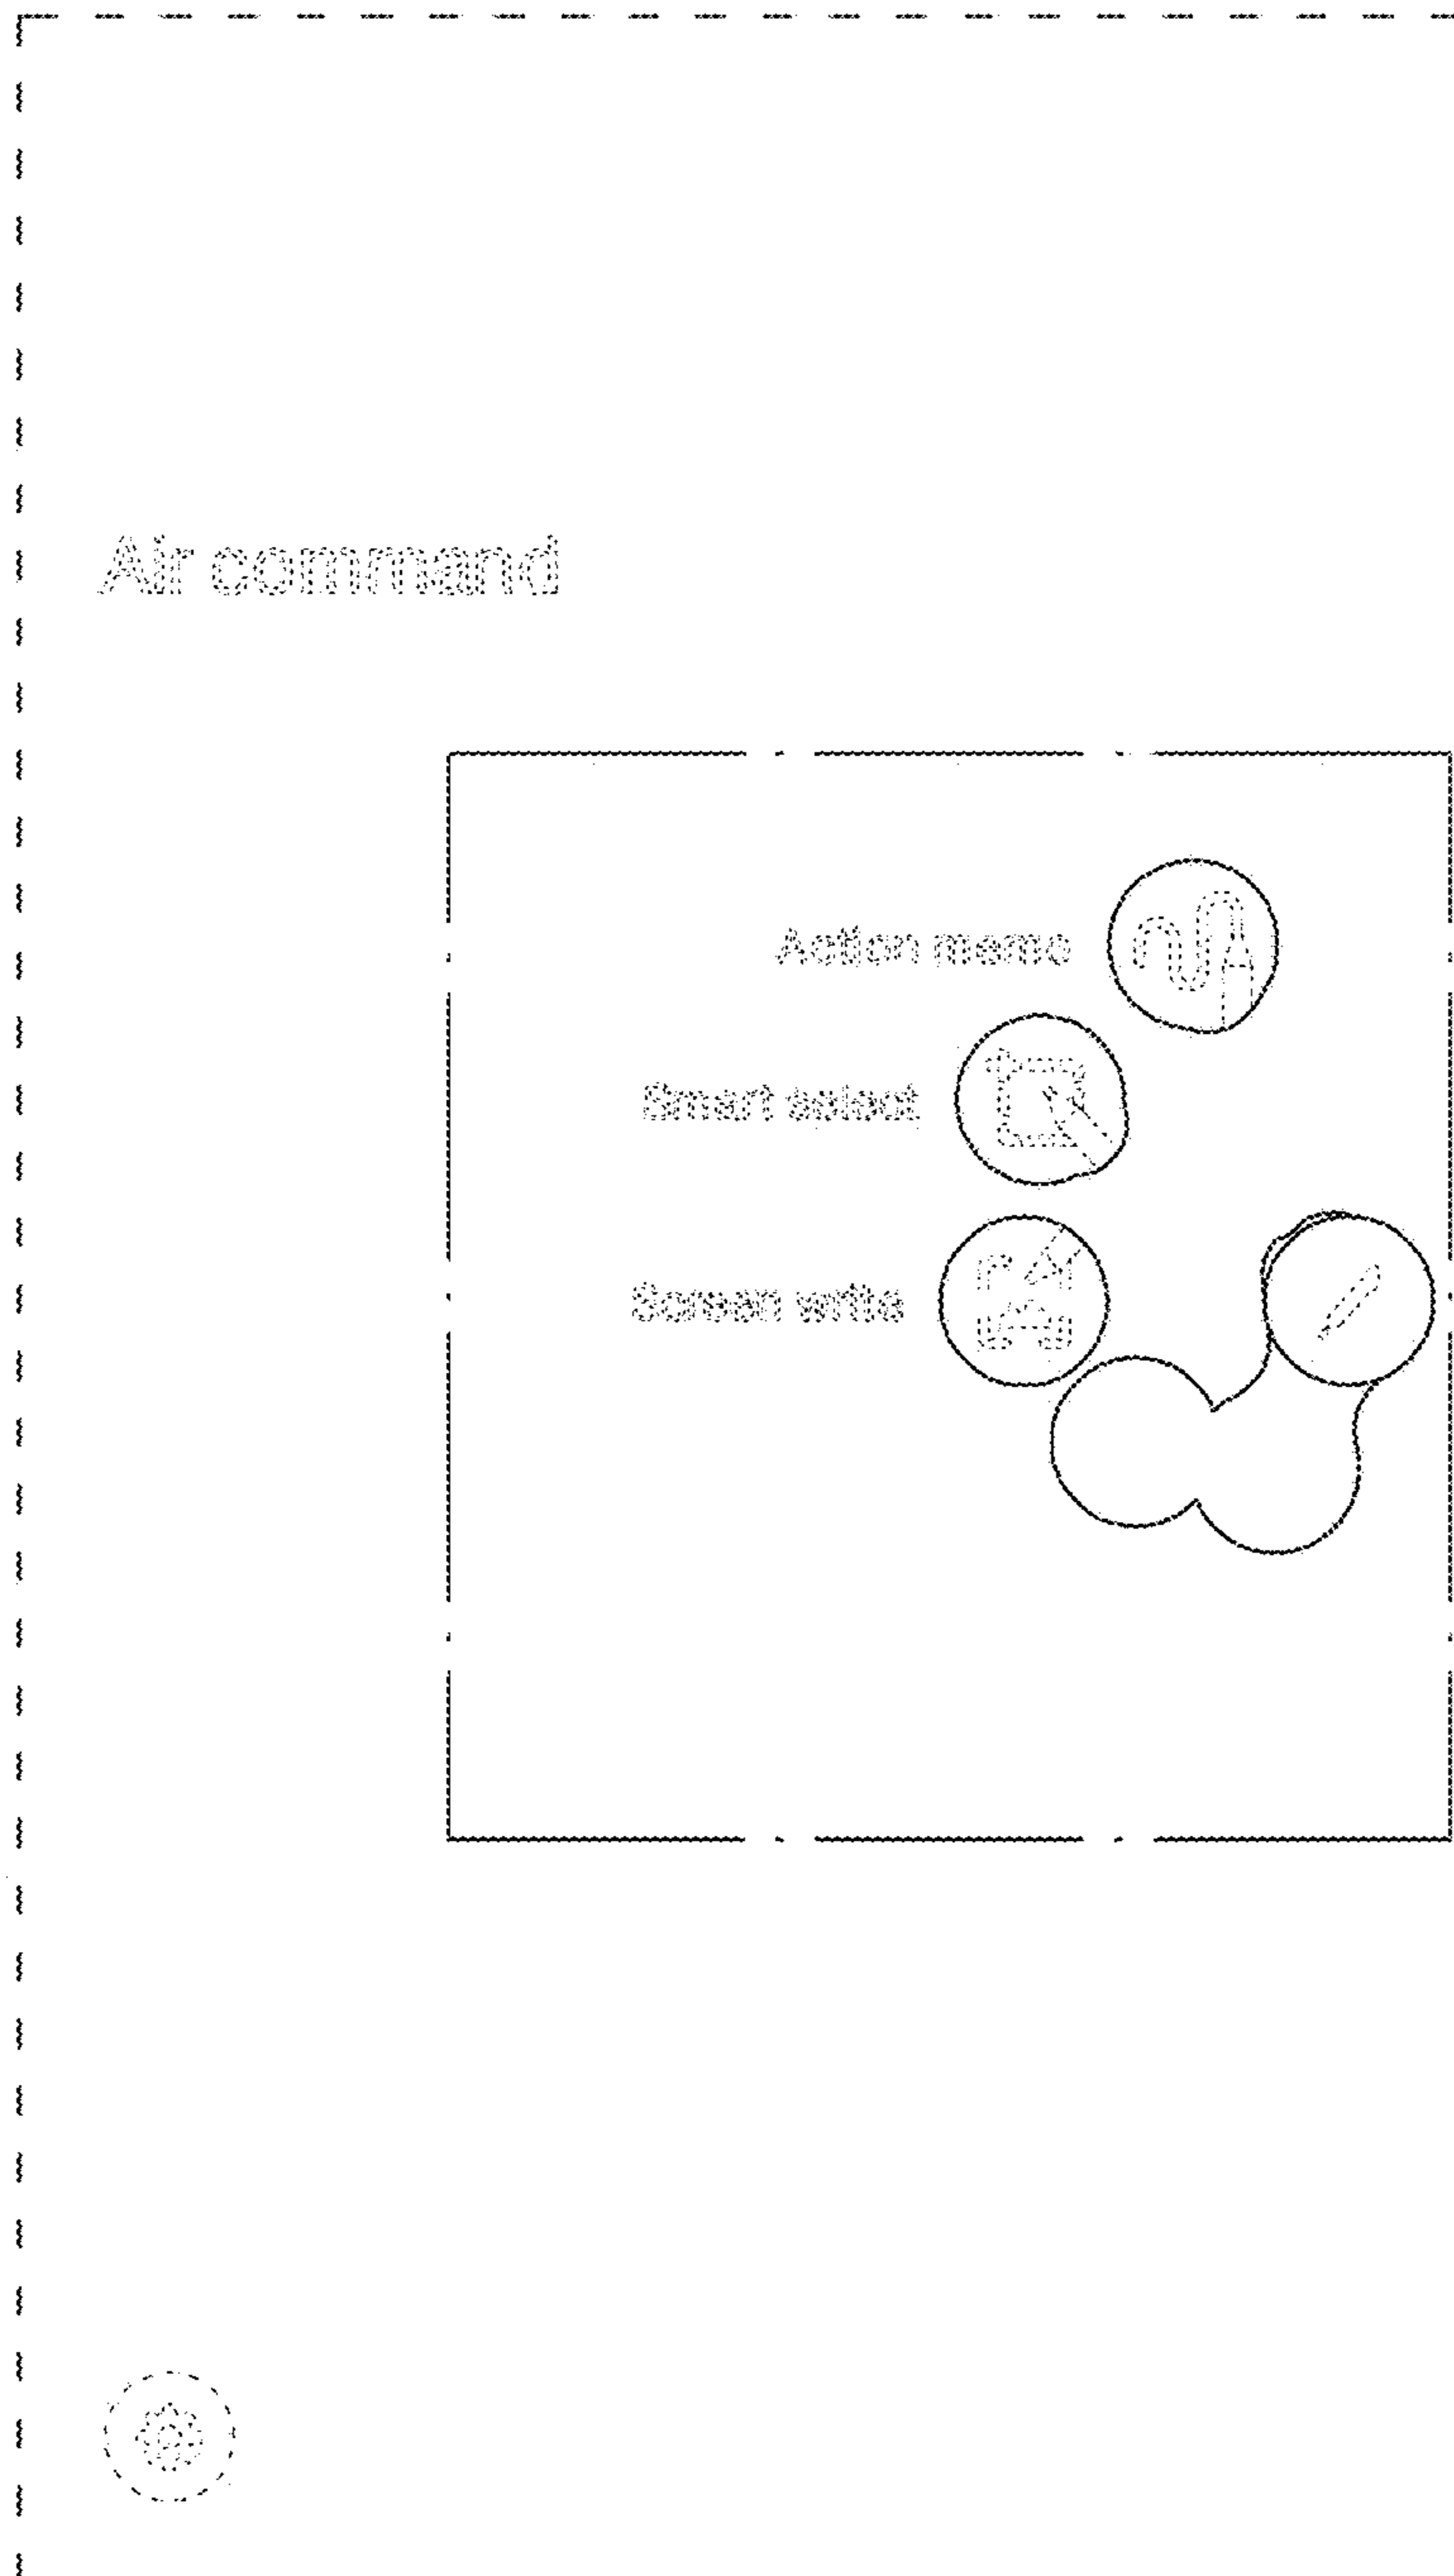 Air command
Action memo
Smart select
Screen write